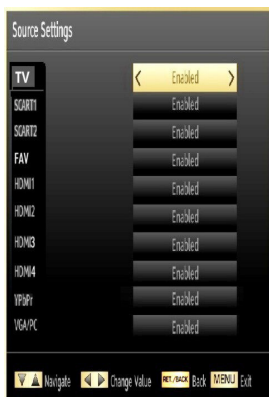 Source Settings
TV < Enabled >
SCART1 Enabled
SCART2 Enabled
FAV Enabled
HDMI1 Enabled
HDMI2 Enabled
HDMI3 Enabled
HDMI4 Enabled
YPbPr Enabled
VGA/PC Enabled
Navigate Change Value RET./BACK Back MENU Exit